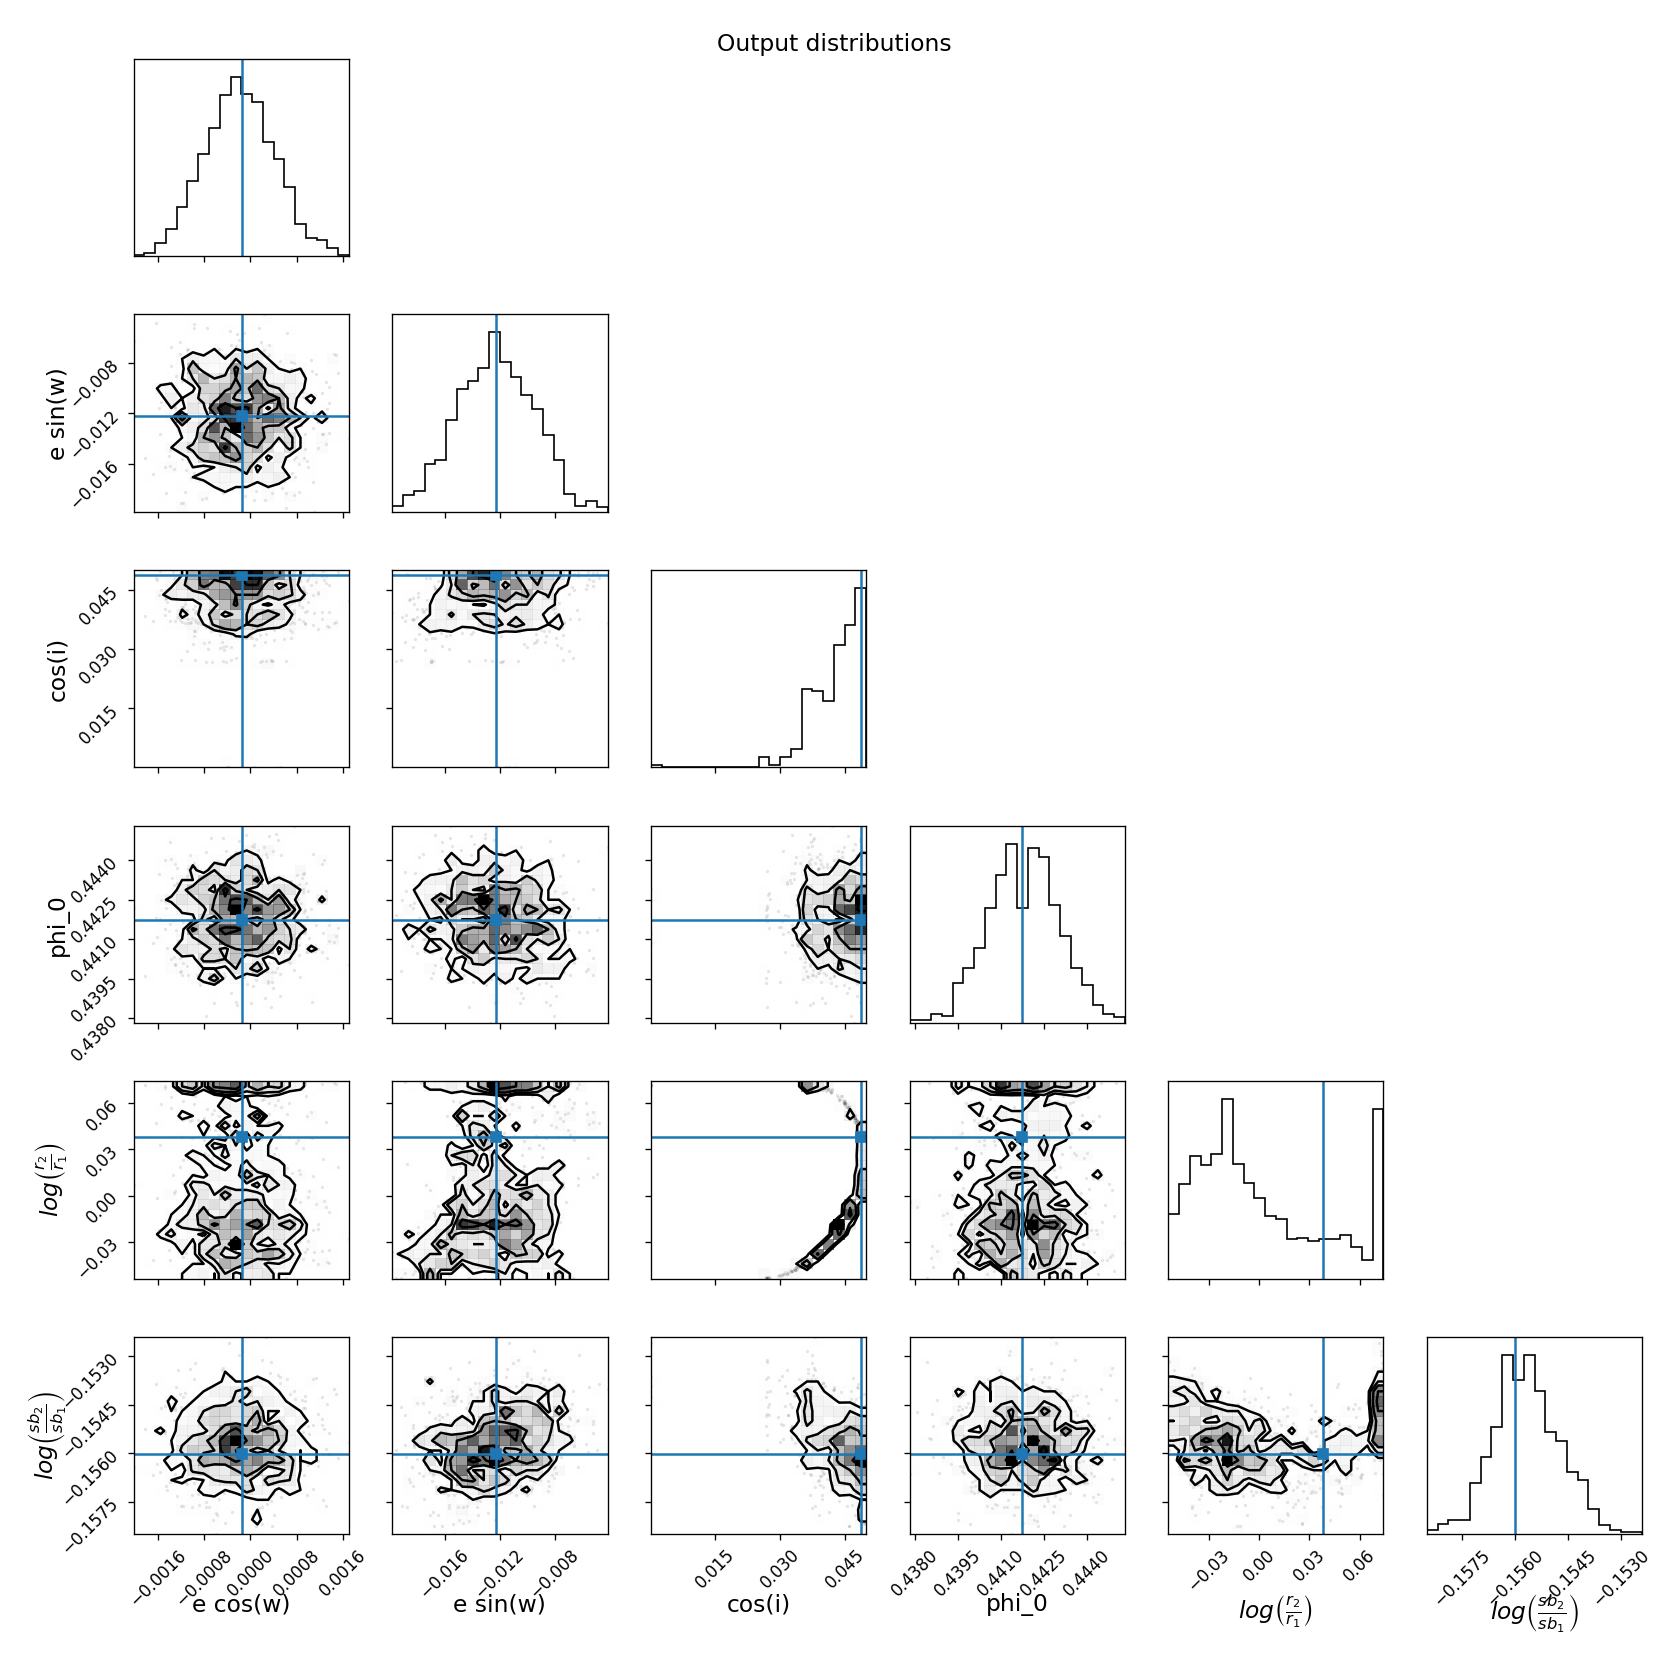 Output distributions
e sin(w)
−0.008
−0.012
−0.016
cos(i)
0.045
0.030
0.015
phi_0
0.4440
0.4425
0.4410
0.4395
0.4380
log(r₂/r₁)
0.06
0.03
0.00
−0.03
log(sb₂/sb₁)
−0.1530
−0.1545
−0.1560
−0.1575
−0.0016 −0.0008 0.0000 0.0008 0.0016 −0.016 −0.012 −0.008 0.015 0.030 0.045 0.4380 0.4395 0.4410 0.4425 0.4440 −0.03 0.00 0.03 0.06 −0.1575 −0.1560 −0.1545 −0.1530
e cos(w) e sin(w) cos(i) phi_0 log(r₂/r₁) log(sb₂/sb₁)